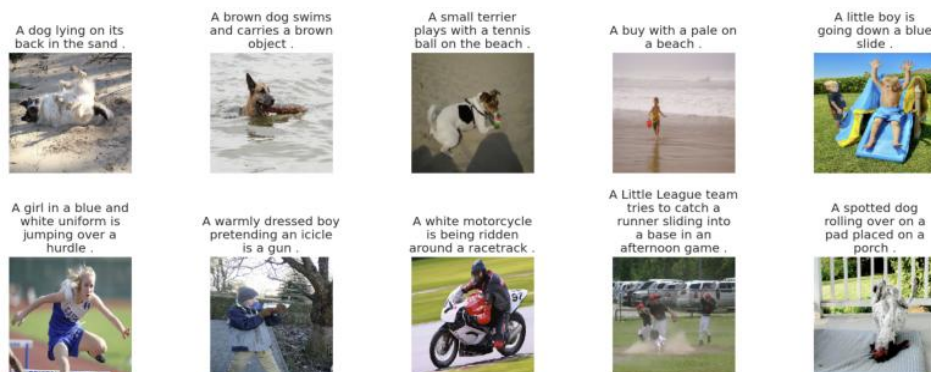 A dog lying on its
back in the sand .
A brown dog swims
and carries a brown
object .
A small terrier
plays with a tennis
ball on the beach .
A buy with a pale on
a beach .
A little boy is
going down a blue
slide .
A girl in a blue and
white uniform is
jumping over a
hurdle .
A warmly dressed boy
pretending an icicle
is a gun .
A white motorcycle
is being ridden
around a racetrack .
A Little League team
tries to catch a
runner sliding into
a base in an
afternoon game .
A spotted dog
rolling over on a
pad placed on a
porch .